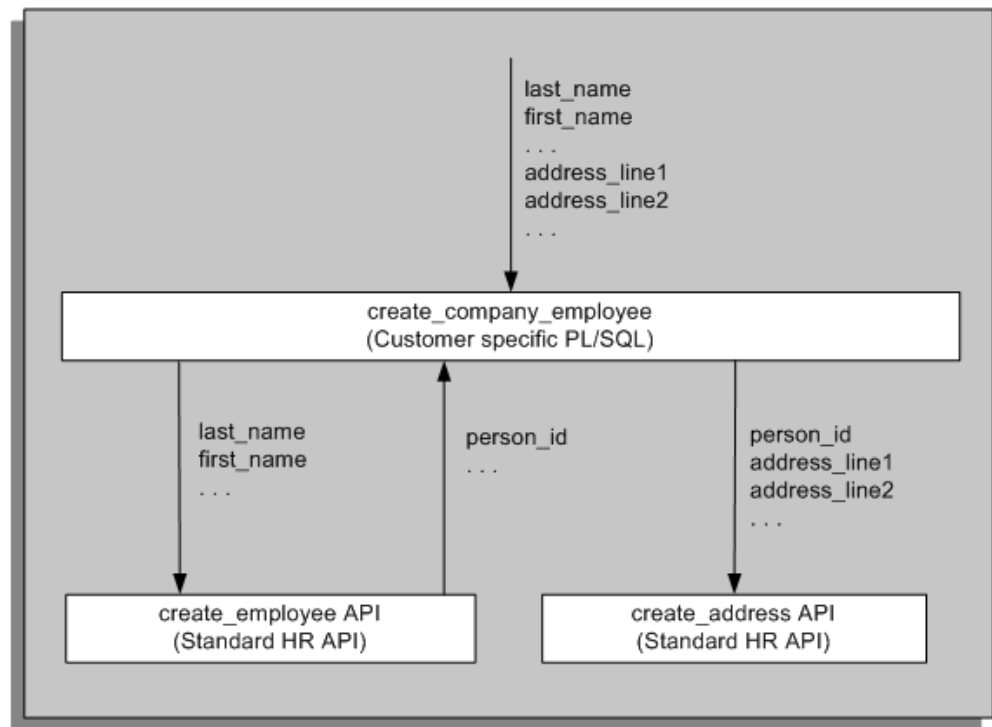 last_name
first_name
. . .
address_line1
address_line2
. . .
create_company_employee
(Customer specific PL/SQL)
last_name
first_name
. . .
person_id
. . .
person_id
address_line1
address_line2
. . .
create_employee API
(Standard HR API)
create_address API
(Standard HR API)